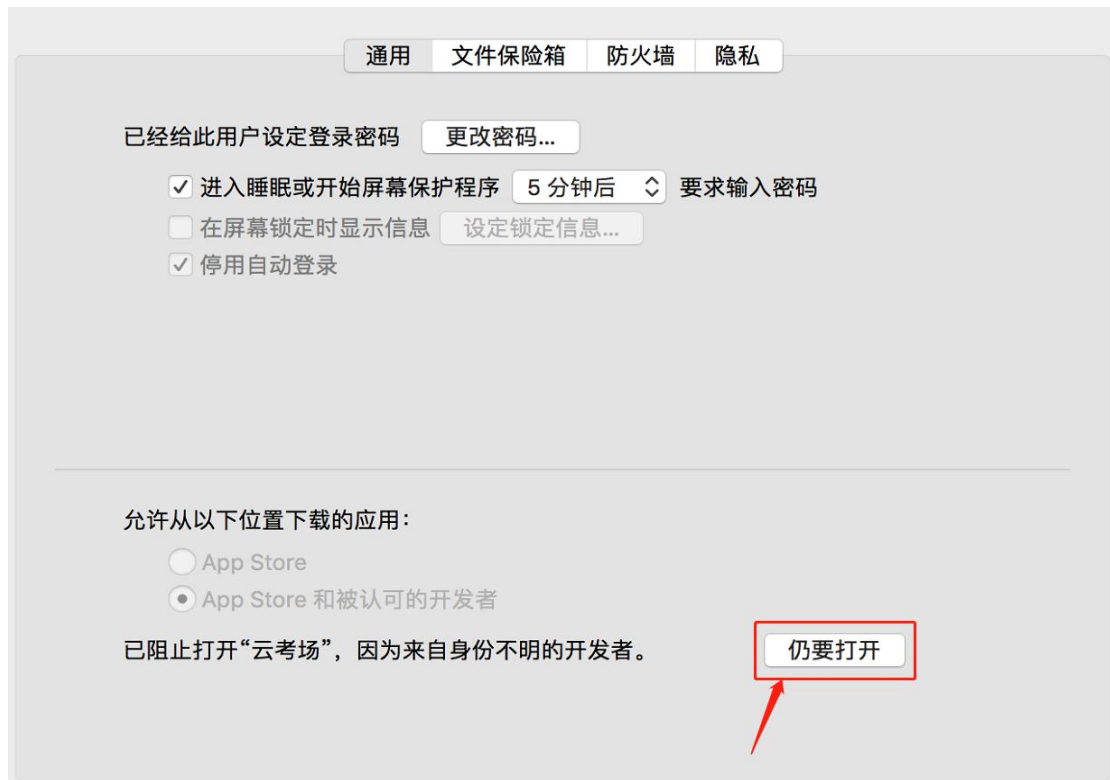 通用 文件保险箱 防火墙 隐私
已经给此用户设定登录密码 更改密码...
进入睡眠或开始屏幕保护程序 5 分钟后 要求输入密码
在屏幕锁定时显示信息 设定锁定信息...
停用自动登录
允许从以下位置下载的应用：
App Store
App Store 和被认可的开发者
已阻止打开“云考场”，因为来自身份不明的开发者。 仍要打开